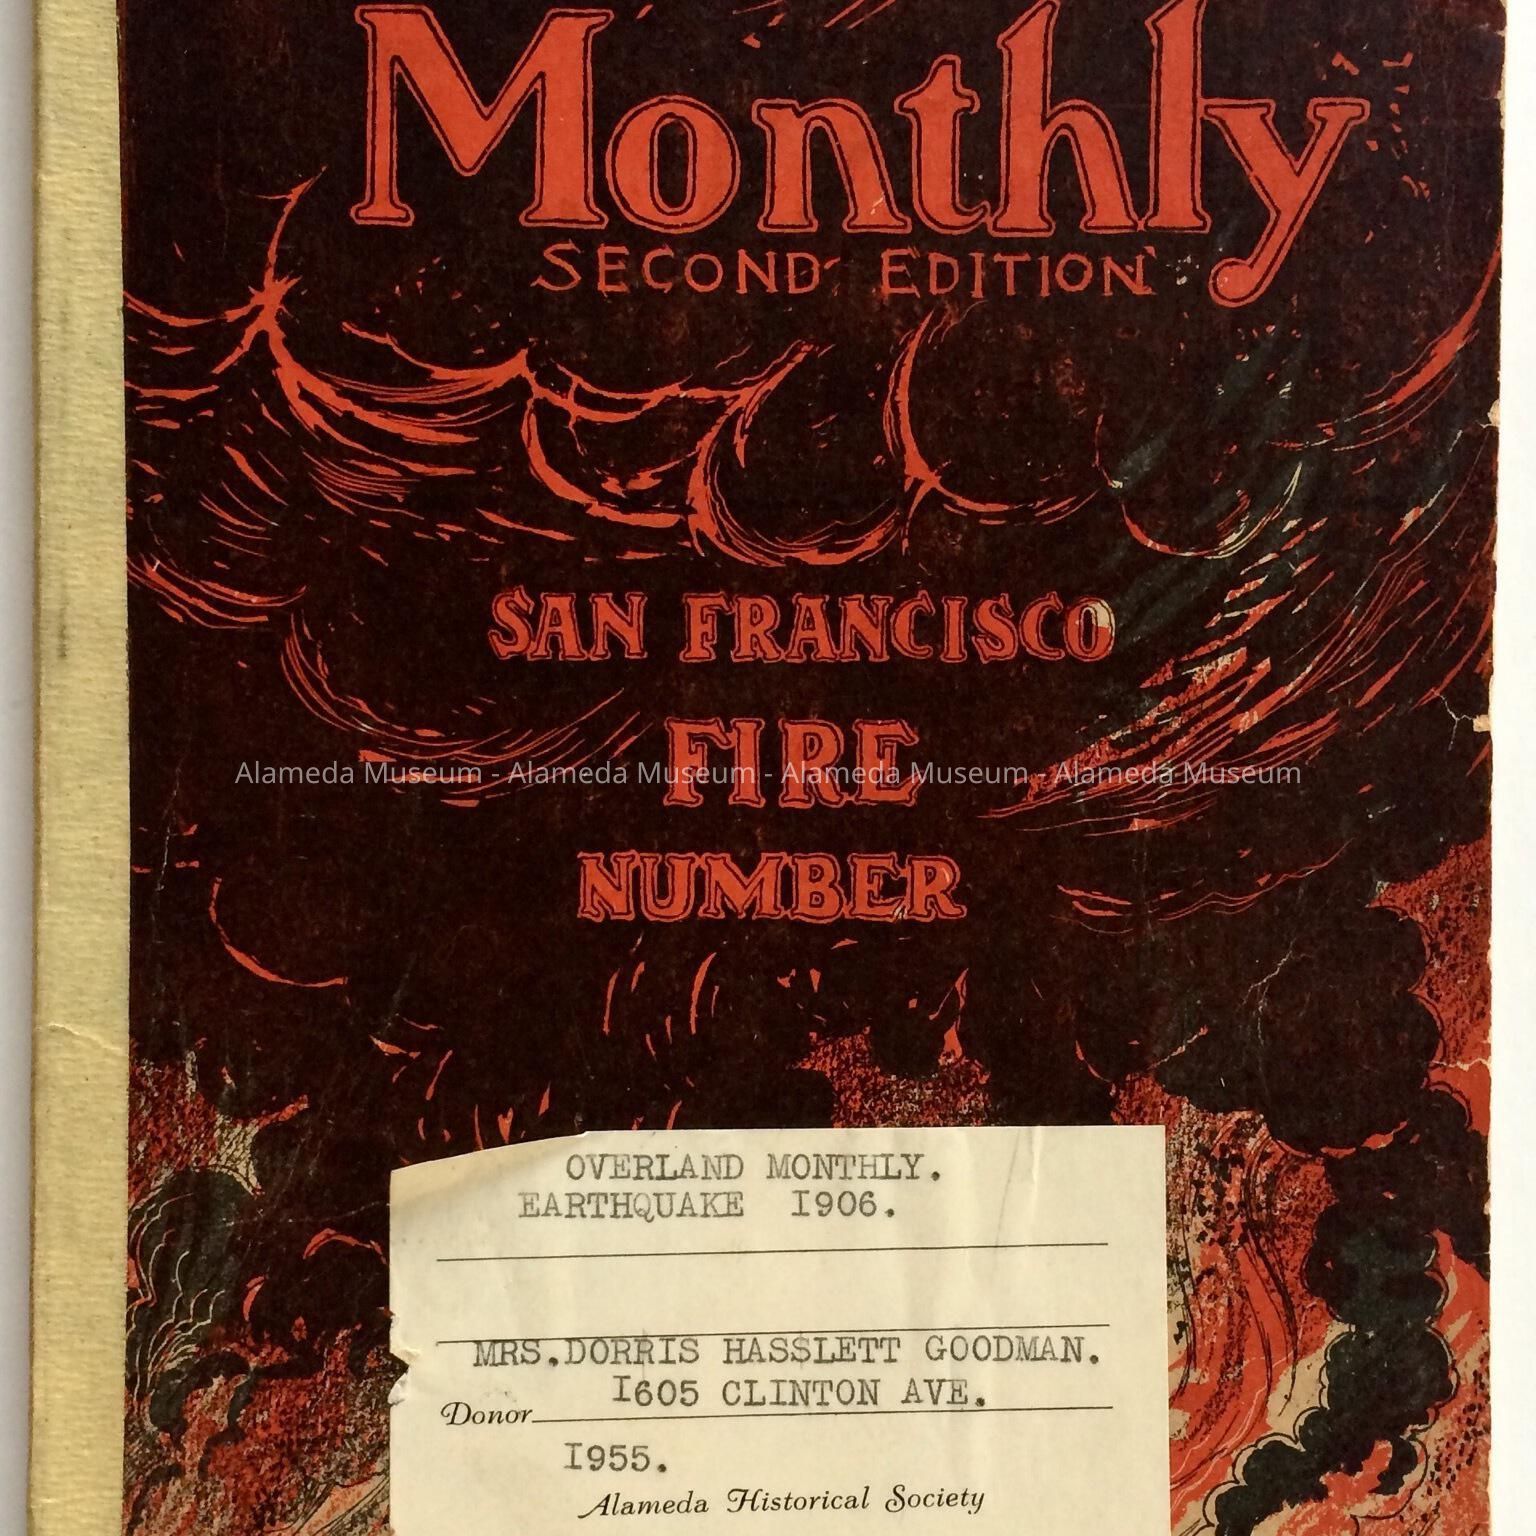 Monthly
SECOND EDITION
SAN FRANCISCO
FIRE
Alameda Museum - Alameda Museum - Alameda Museum - Alameda Museum
NUMBER
OVERLAND MONTHLY.
EARTHQUAKE 1906.
MRS.DORRIS HASSLETT GOODMAN.
1605 CLINTON AVE.
Donor
1955.
Alameda Historical Society